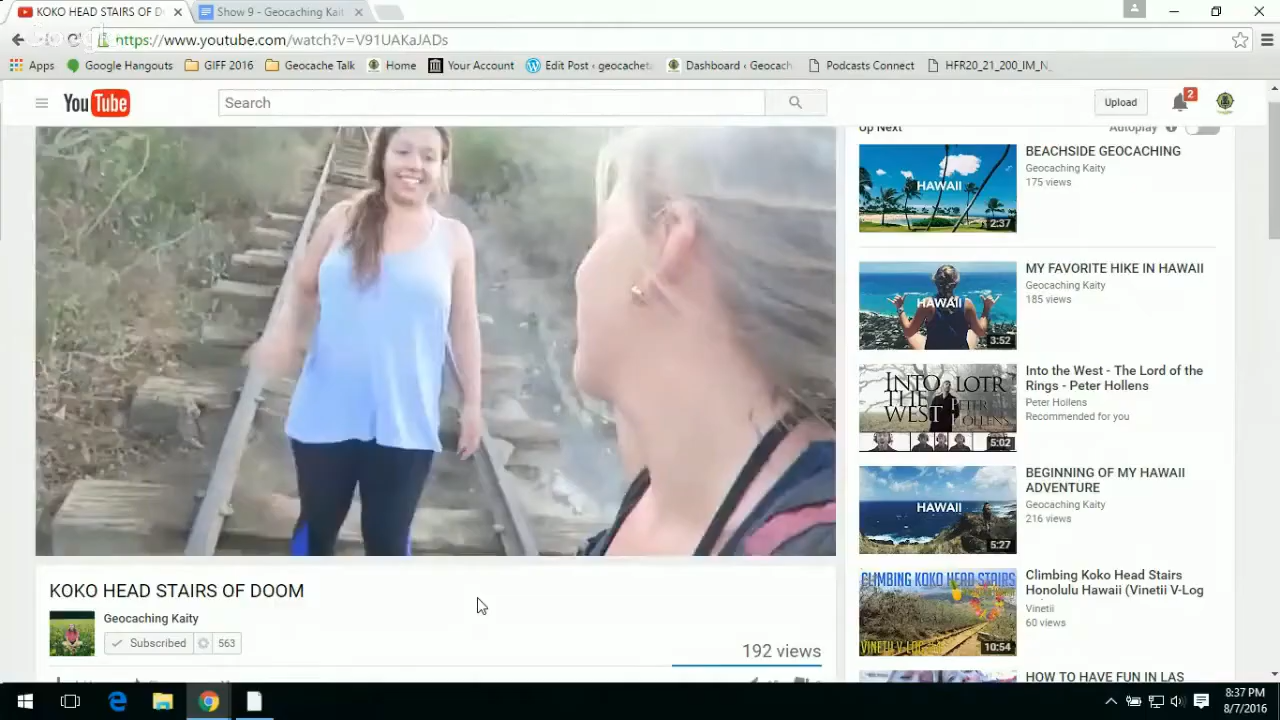 KOKO HEAD STAIRS OF D
Show 9 - Geocaching Kait
https://www.youtube.com/watch?v=V91UAKaJADs
Apps
Google Hangouts
GIFF 2016
Geocache Talk
Home
Your Account
Edit Post ‹ geocacheta
Dashboard ‹ Geocach
Podcasts Connect
HFR20_21_200_IM_N_
YouTube
Search
Upload
2
Up Next
Autoplay
HAWAII
2:37
BEACHSIDE GEOCACHING
Geocaching Kaity
175 views
HAWAII
3:52
MY FAVORITE HIKE IN HAWAII
Geocaching Kaity
185 views
INTO THE WEST
LOTR
PETER HOLLENS
5:02
Into the West - The Lord of the
Rings - Peter Hollens
Peter Hollens
Recommended for you
HAWAII
5:27
BEGINNING OF MY HAWAII
ADVENTURE
Geocaching Kaity
216 views
CLIMBING KOKO HEAD STAIRS
10:54
Climbing Koko Head Stairs
Honolulu Hawaii (Vinetii V-Log
Vinetii
60 views
HOW TO HAVE FUN IN LAS
KOKO HEAD STAIRS OF DOOM
Geocaching Kaity
Subscribed
563
192 views
8:37 PM
8/7/2016